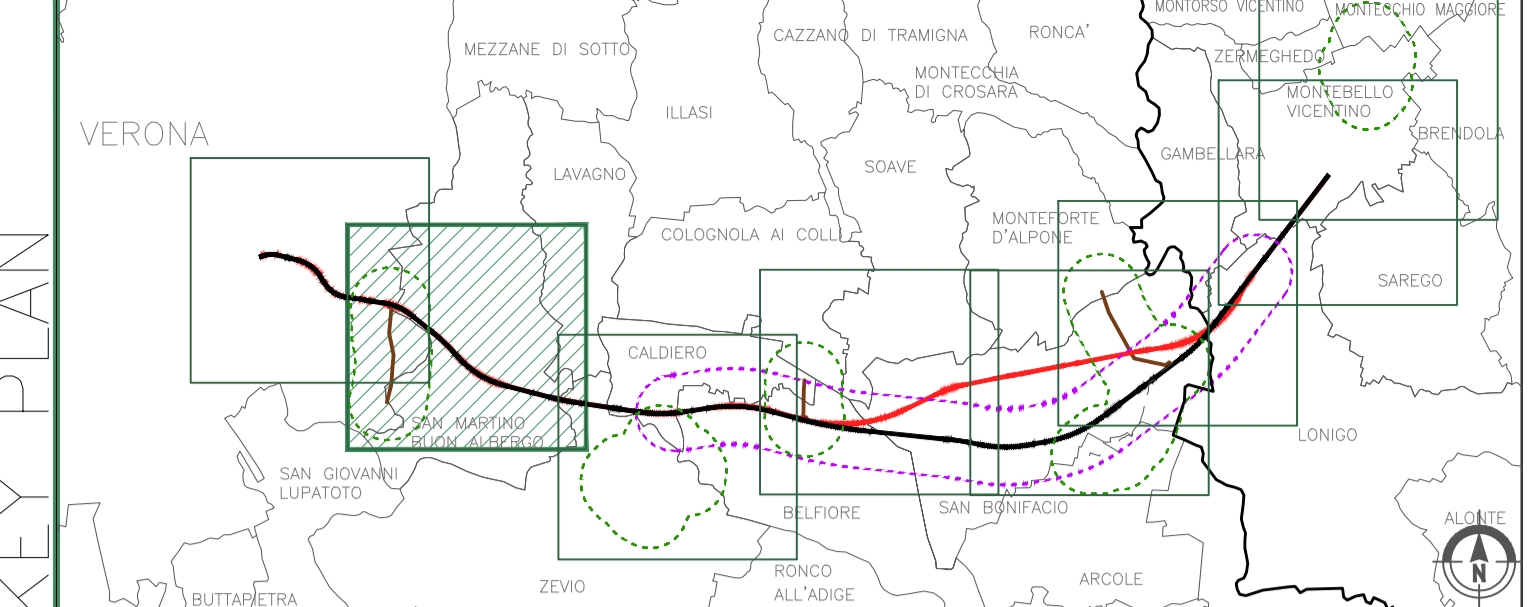 KEY PLAN
MONTORSO VICENTINO
MONTECCHIO MAGGIORE
MEZZANE DI SOTTO
CAZZANO DI TRAMIGNA
RONCA'
ZERMEGHEDO
MONTECCHIA
DI CROSARA
MONTEBELLO
VICENTINO
ILLASI
VERONA
BRENDOLA
GAMBELLARA
LAVAGNO
SOAVE
MONTEFORTE
D'ALPONE
COLOGNOLA AI COLLI
SAREGO
CALDIERO
SAN MARTINO
BUON ALBERGO
LONIGO
SAN GIOVANNI
LUPATOTO
BELFIORE
SAN BONIFACIO
ALONTE
N
RONCO
ALL'ADIGE
ARCOLE
ZEVIO
BUTTAPIETRA